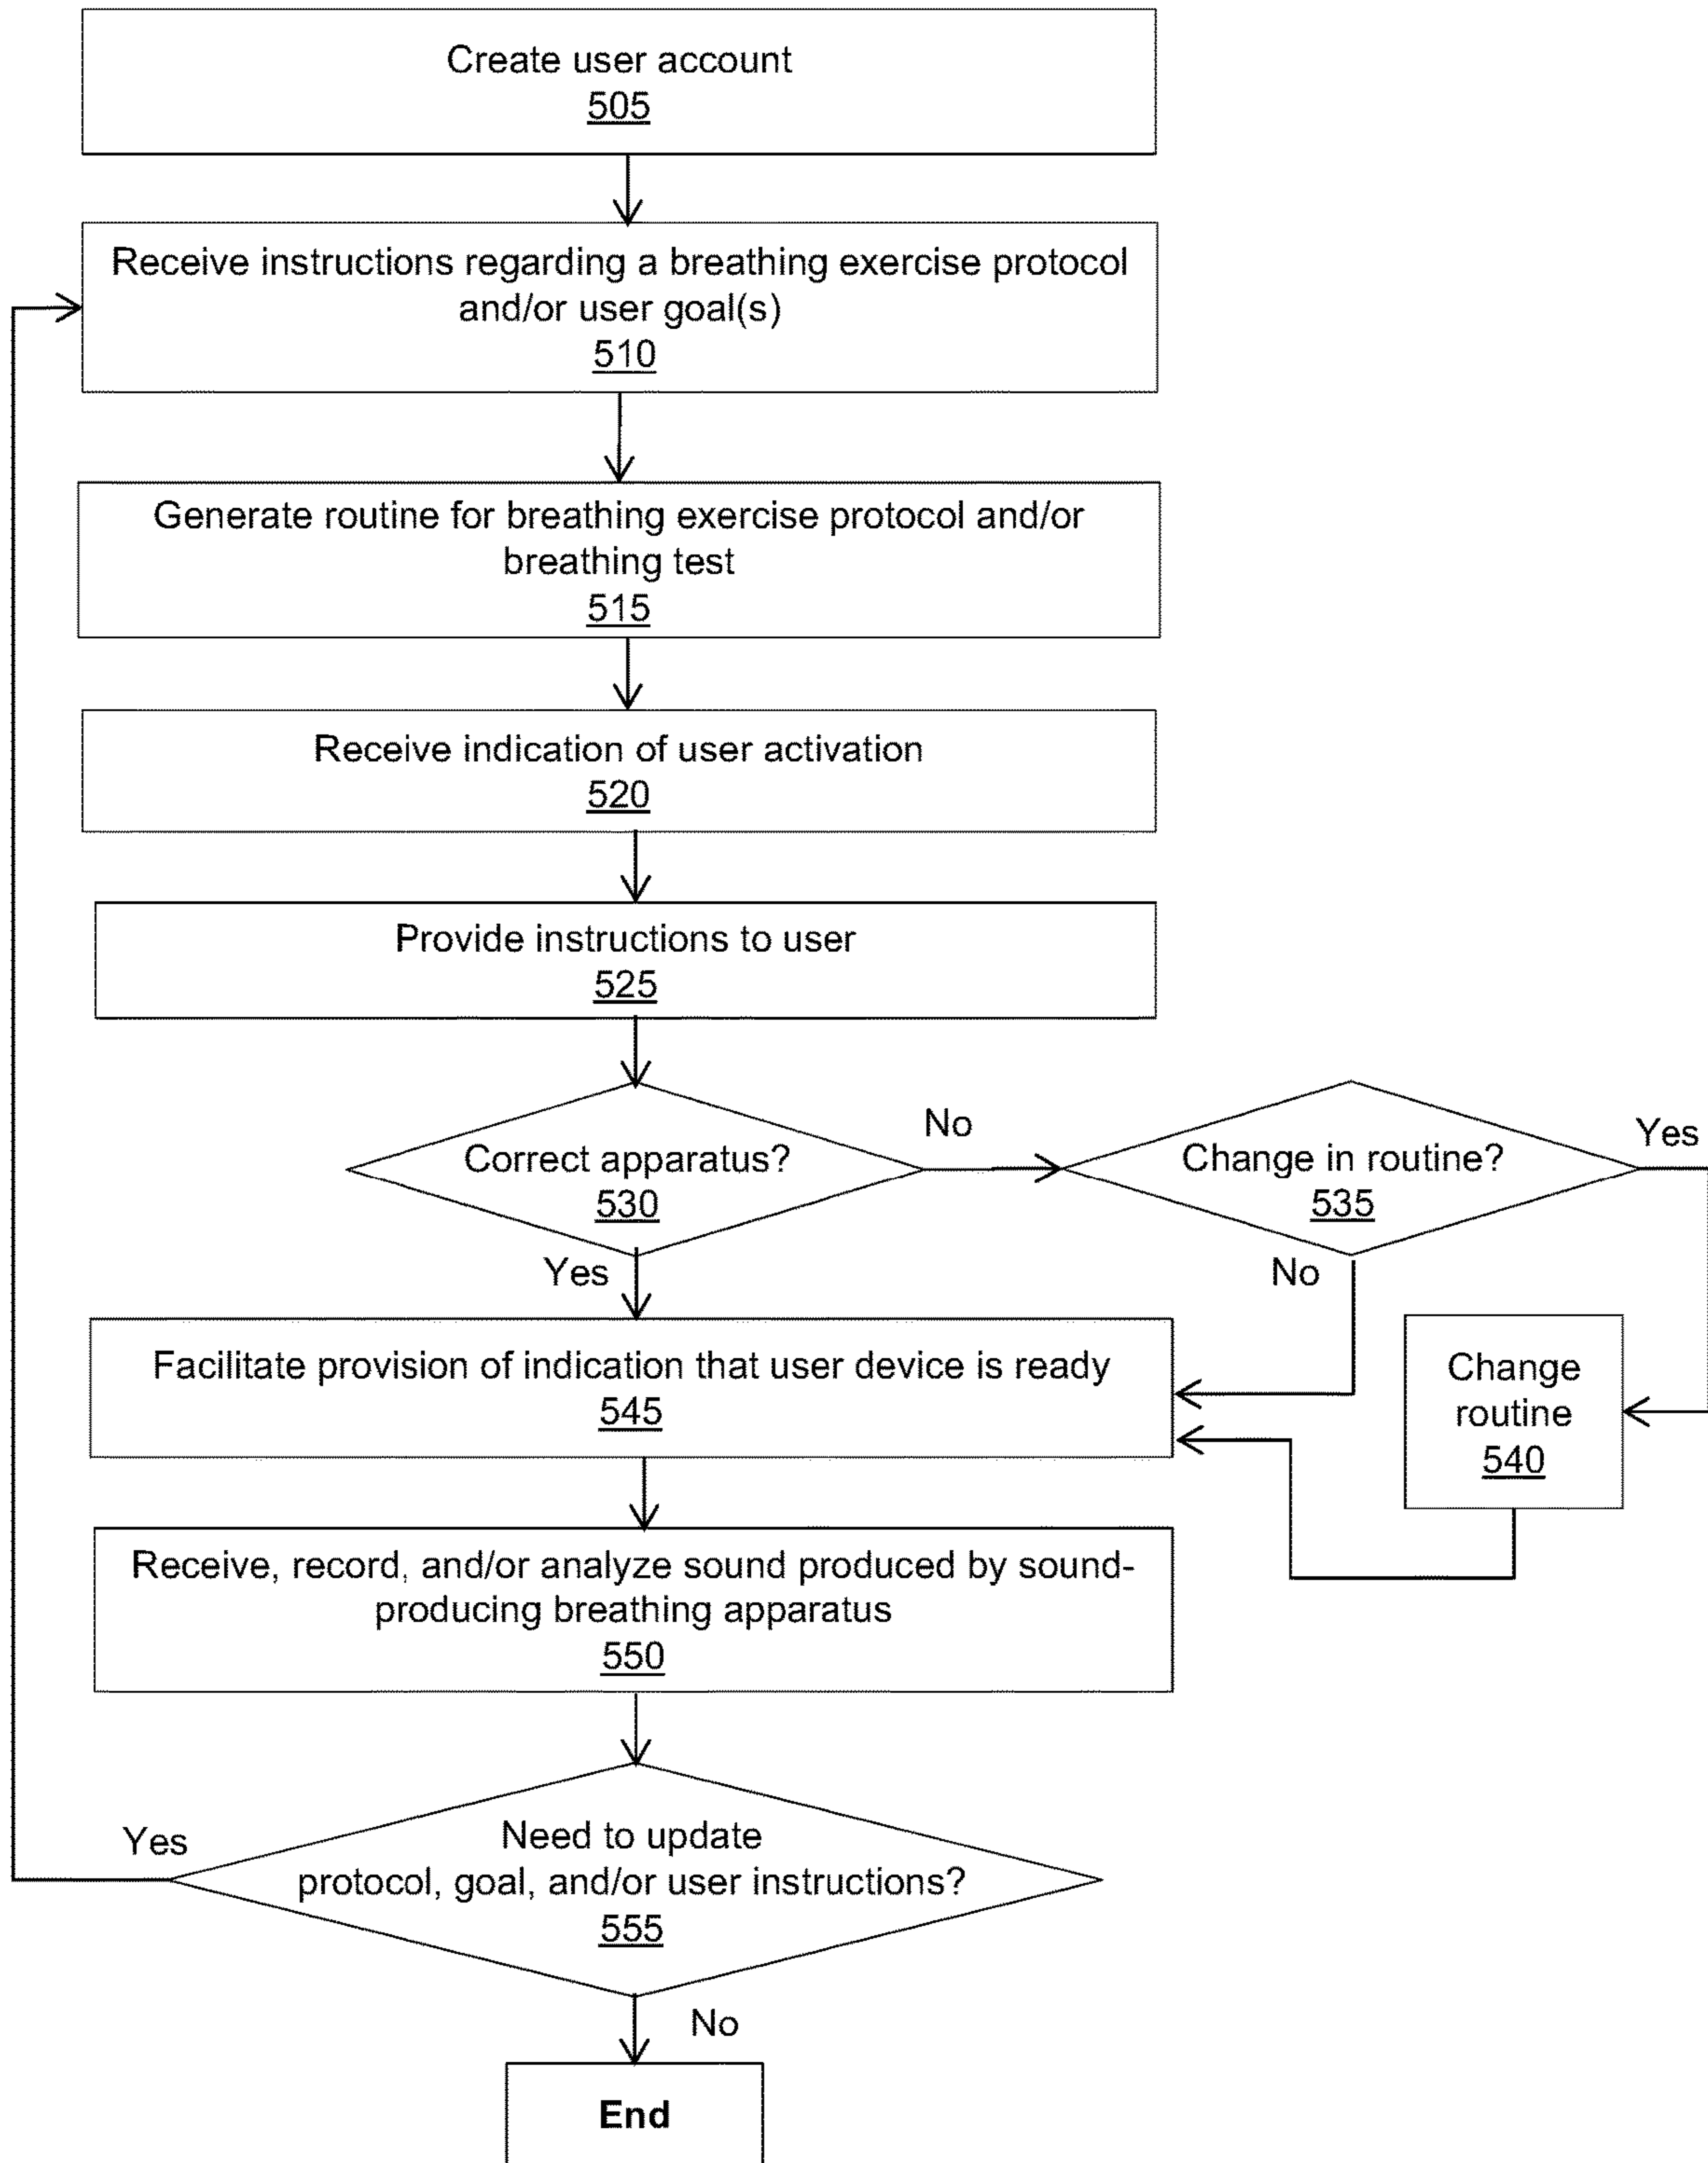 Create user account
505
Receive instructions regarding a breathing exercise protocol
and/or user goal(s)
510
Generate routine for breathing exercise protocol and/or
breathing test
515
Receive indication of user activation
520
Provide instructions to user
525
Correct apparatus?
530
No
Change in routine?
535
Yes
Yes
No
Facilitate provision of indication that user device is ready
545
Change
routine
540
Receive, record, and/or analyze sound produced by sound-
producing breathing apparatus
550
Yes
Need to update
protocol, goal, and/or user instructions?
555
No
End